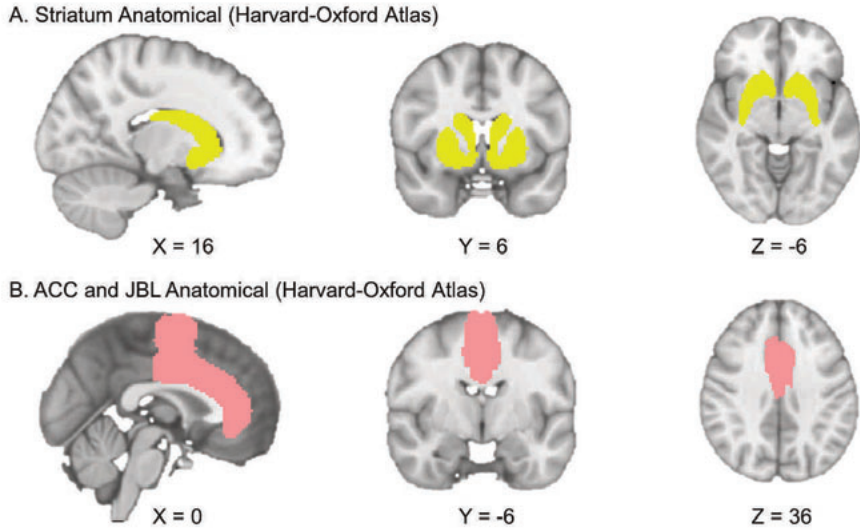 A. Striatum Anatomical (Harvard-Oxford Atlas)
X = 16
Y = 6
Z = -6
B. ACC and JBL Anatomical (Harvard-Oxford Atlas)
X = 0
Y = -6
Z = 36